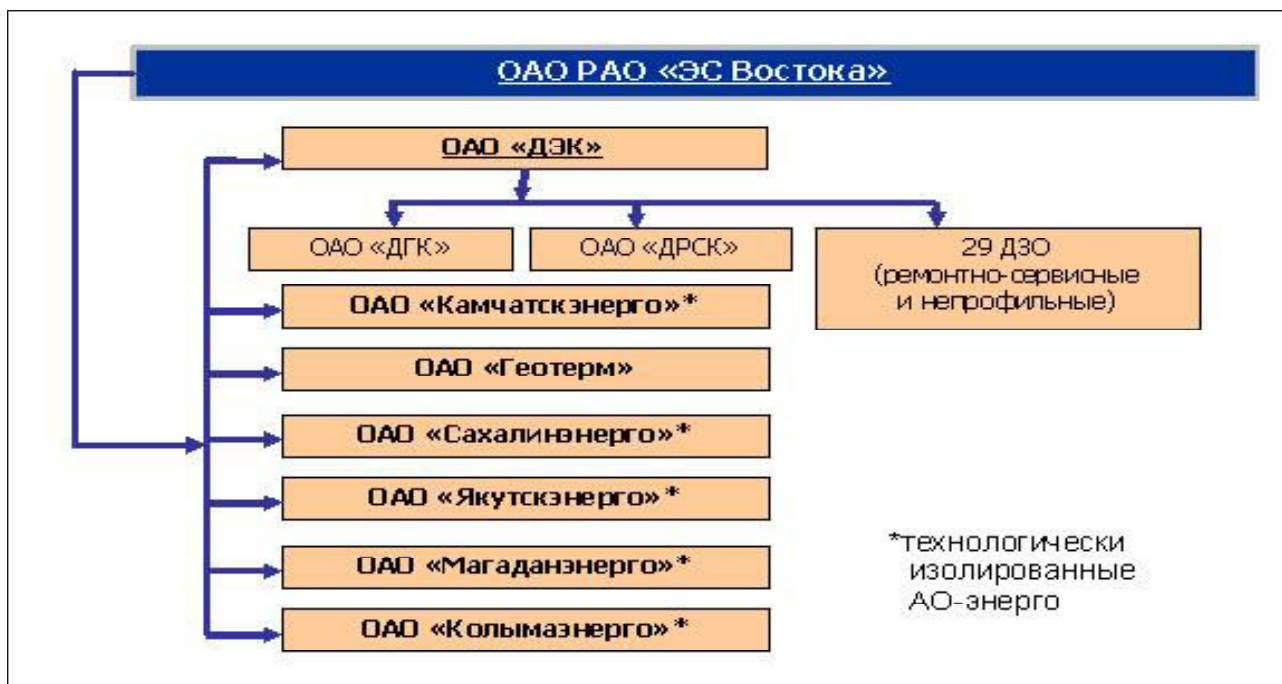 ОАО РАО «ЭС Востока»
ОАО «ДЭК»
ОАО «ДГК»
ОАО «ДРСК»
29 ДЗО
(ремонтно-сервисные
и непрофильные)
ОАО «Камчатскэнерго»*
ОАО «Геотерм»
ОАО «Сахалинэнерго»*
ОАО «Якутскэнерго»*
ОАО «Магаданэнерго»*
ОАО «Колымаэнерго»*
*технологически
изолированные
АО-энерго